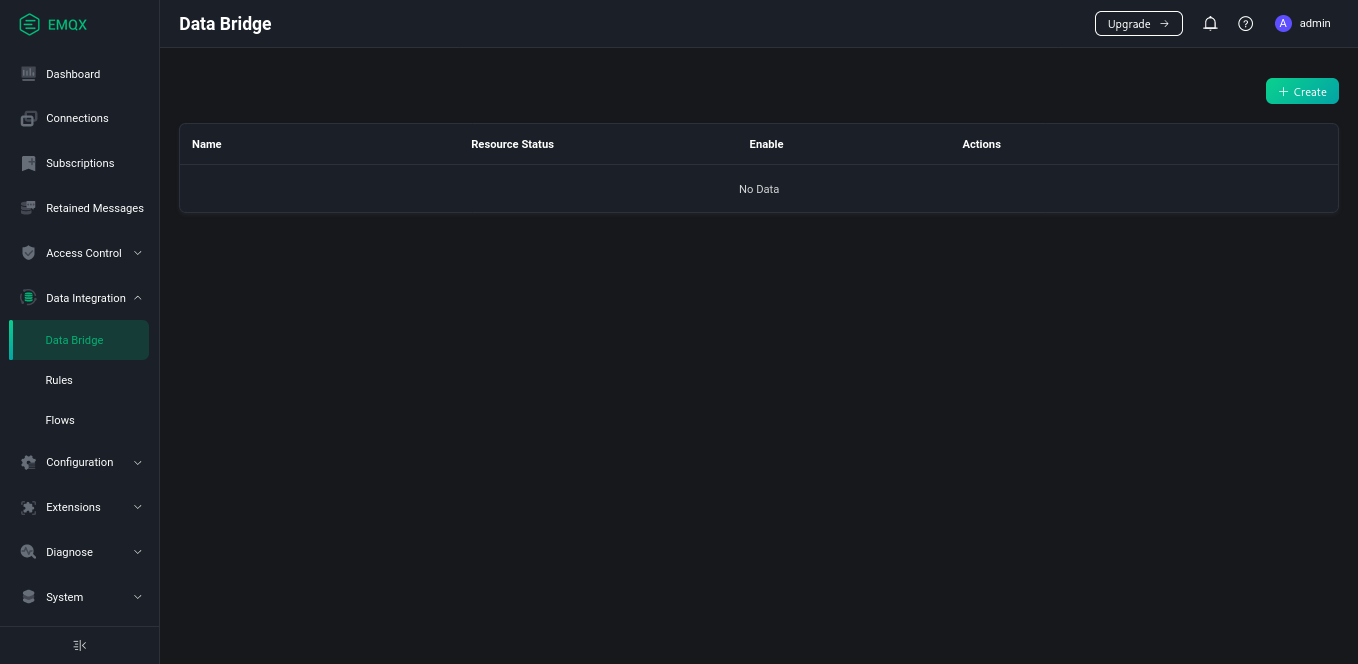 EMQX
Data Bridge
Upgrade
A
admin
Dashboard
Connections
Subscriptions
Retained Messages
Access Control
Data Integration
Data Bridge
Rules
Flows
Configuration
Extensions
Diagnose
System
Create
Name Resource Status Enable Actions
No Data